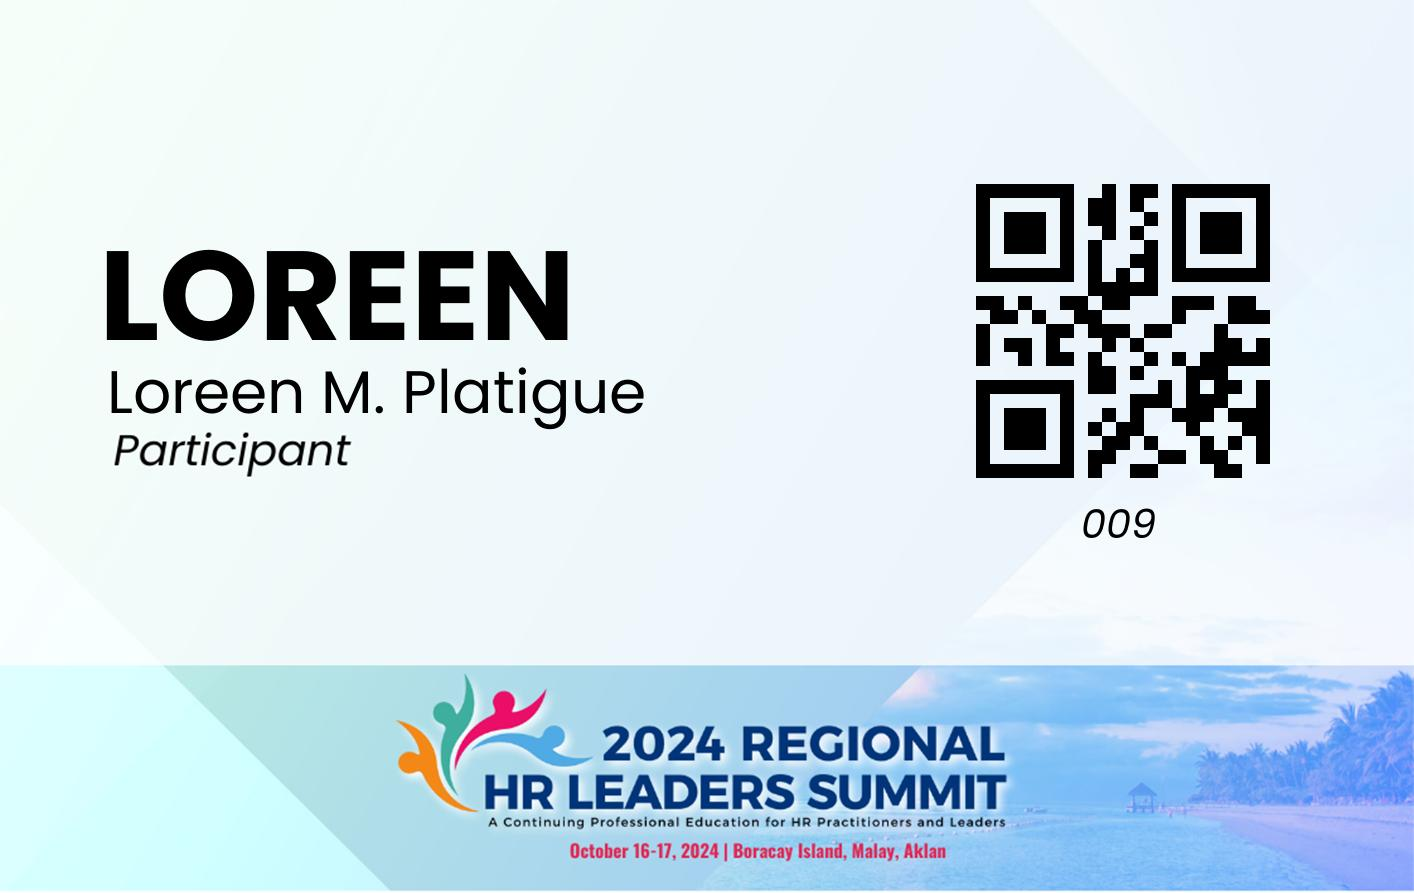 LOREEN
Loreen M. Platigue
Participant
009
2024 REGIONAL
HR LEADERS SUMMIT
A Continuing Professional Education for HR Practitioners and Leaders
October 16-17, 2024 | Boracay Island, Malay, Aklan